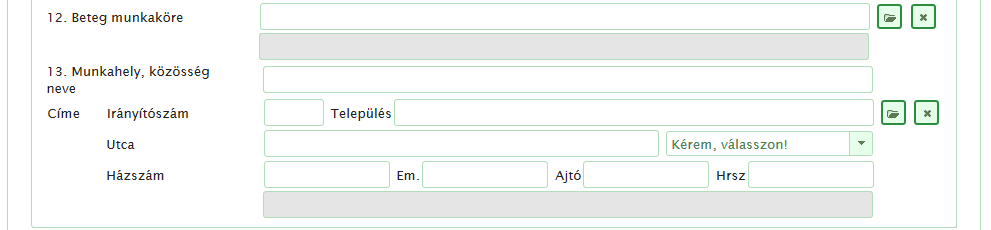 12. Beteg munkaköre
13. Munkahely, közösség
neve
Címe Irányítószám Település
Utca Kérem, válasszon!
Házszám Em. Ajtó Hrsz